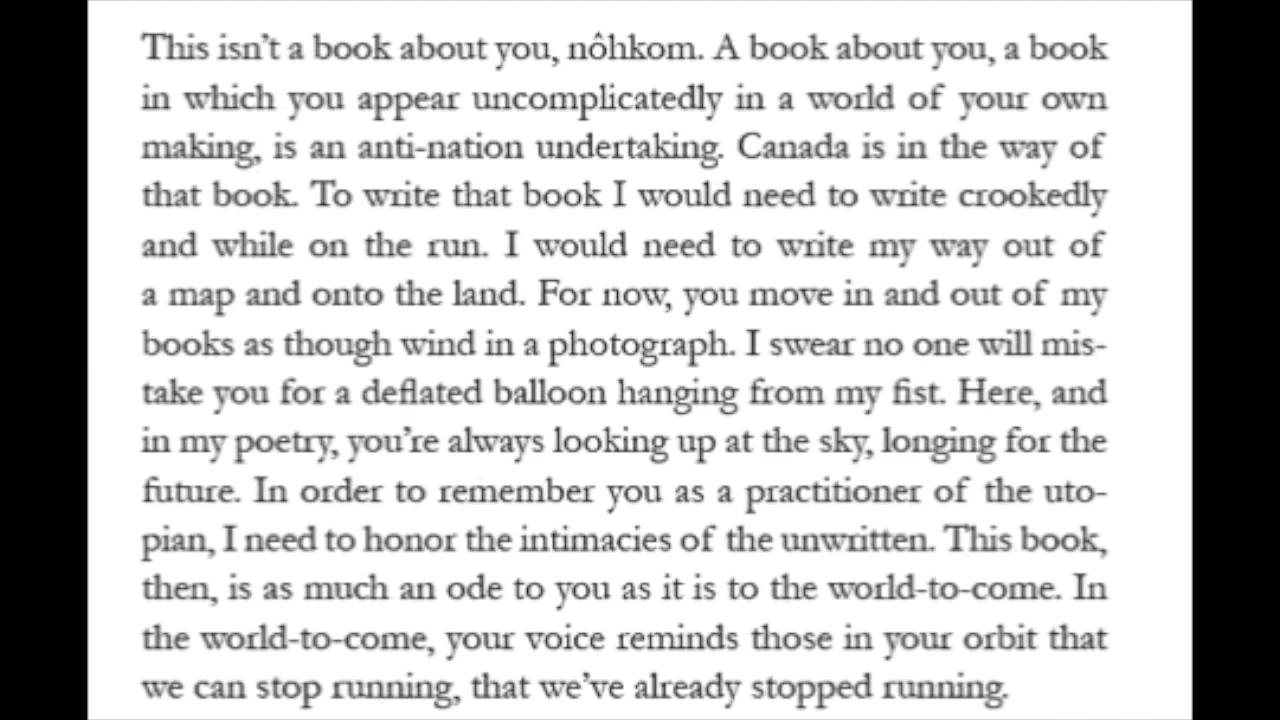 This isn't a book about you, nôhkom. A book about you, a book
in which you appear uncomplicatedly in a world of your own
making, is an anti-nation undertaking. Canada is in the way of
that book. To write that book I would need to write crookedly
and while on the run. I would need to write my way out of
a map and onto the land. For now, you move in and out of my
books as though wind in a photograph. I swear no one will mis-
take you for a deflated balloon hanging from my fist. Here, and
in my poetry, you're always looking up at the sky, longing for the
future. In order to remember you as a practitioner of the uto-
pian, I need to honor the intimacies of the unwritten. This book,
then, is as much an ode to you as it is to the world-to-come. In
the world-to-come, your voice reminds those in your orbit that
we can stop running, that we've already stopped running.